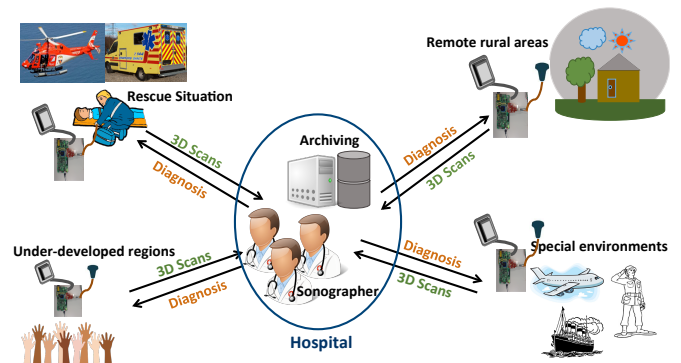 Remote rural areas
Rescue Situation
Archiving
3D Scans
Diagnosis
Diagnosis
3D Scans
Under-developed regions
3D Scans
Diagnosis
Diagnosis
3D Scans
Special environments
Sonographer
Hospital